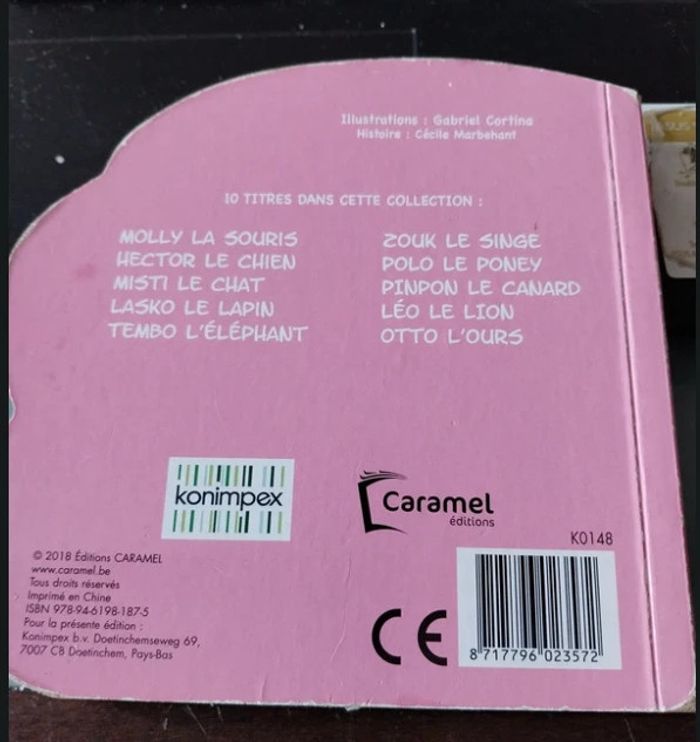 Illustrations : Gabriel Cortina
Histoire : Cécile Marbehant
10 TITRES DANS CETTE COLLECTION :
MOLLY LA SOURIS
HECTOR LE CHIEN
MISTI LE CHAT
LASKO LE LAPIN
TEMBO L'ÉLÉPHANT
ZOUK LE SINGE
POLO LE PONEY
PINPON LE CANARD
LÉO LE LION
OTTO L'OURS
konimpex
Caramel
éditions
K0148
© 2018 Éditions CARAMEL
www.caramel.be
Tous droits réservés
Imprimé en Chine
ISBN 978-94-6198-187-5
Pour la présente édition :
Konimpex b.v. Doetinchemseweg 69,
7007 CB Doetinchem, Pays-Bas
CE
8 717796 023572